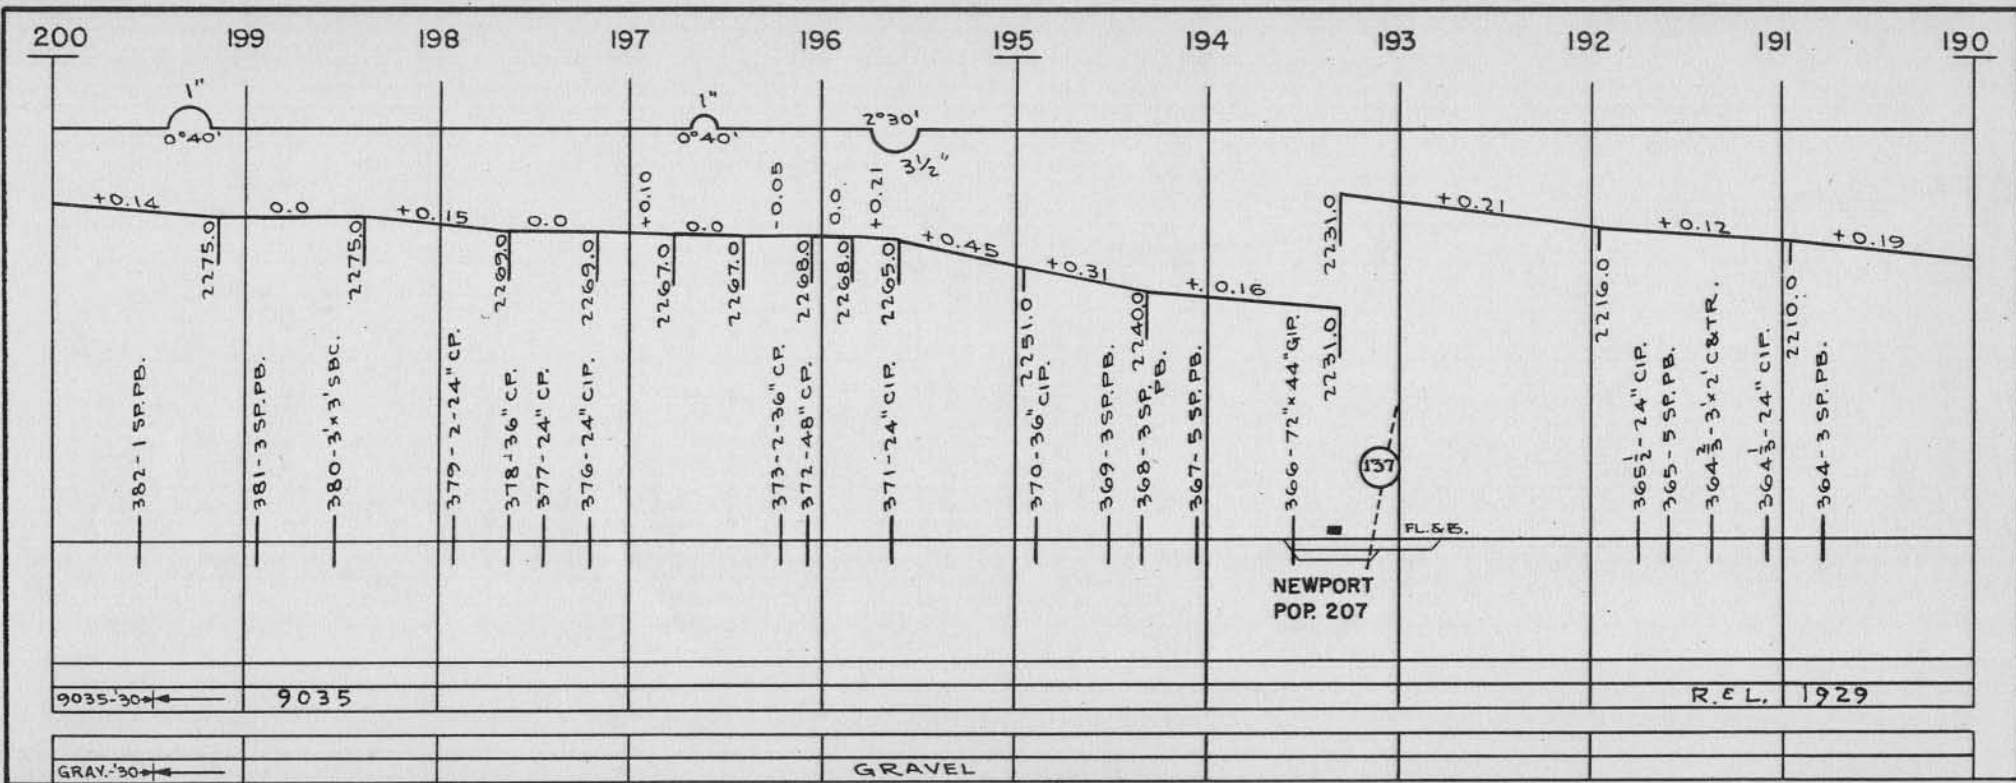 200 199 198 197 196 195 194 193 192 191 190
1" 1" 2°30'
0°40' 0°40' 3½"
+0.14 0.0 +0.15 0.0 +0.10 0.0 -0.05 0.0 +0.21 +0.45 +0.31 +.0.16 +0.21 +0.12 +0.19
2275.0 2275.0 2269.0 2269.0 2267.0 2267.0 2268.0 2268.0 2265.0 2251.0 2240.0 2231.0 2231.0 2216.0 2210.0
382-1 SP.PB.
381-3 SP.PB.
380-3'x3' SBC.
379-2-24" CP.
378-36" CP.
377-24" CP.
376-24" CIP.
373-2-36" CP.
372-48" CP.
371-24" CIP.
370-36" CIP.
369-3 SP.PB.
368-3 SP.
PB.
367-5 SP.PB.
366-72"x44" GIP.
365½-24" CIP.
365-5 SP.PB.
364⅔-3'x2' C&TR.
364⅓-24" CIP.
364-3 SP.PB.
137
FL.&B.
NEWPORT
POP. 207
9035-'30 9035 R.E L. 1929
GRAV.-'30 GRAVEL